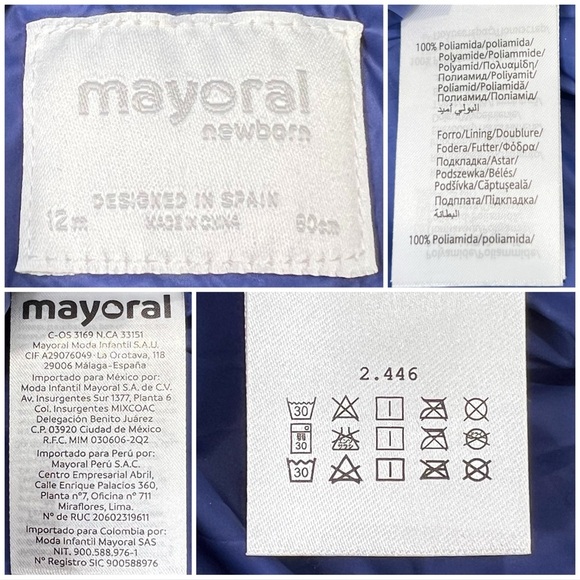 mayoral
newborn
DESIGNED IN SPAIN
12m MADE IN CHINA 80cm
100% Poliamida/poliamida/
Polyamide/Poliammide/
Polyamid/Πολυαμίδη/
Полиамид/Poliyamit/
Poliamid/Poliamidă/
Полиамид/Поліамід/
البولي أميد
Forro/Lining/Doublure/
Fodera/Futter/Φόδρα/
Подкладка/Astar/
Podszewka/Bélés/
Podšívka/Căptuşeală/
Подплата/Підкладка/
البطانة
100% Poliamida/poliamida/
mayoral
C-OS 3169 N.CA 33151
Mayoral Moda Infantil S.A.U.
CIF A29076049 · La Orotava, 118
29006 Málaga-España
Importado para México por:
Moda Infantil Mayoral S.A. de C.V.
Av. Insurgentes Sur 1377, Planta 6
Col. Insurgentes MIXCOAC
Delegación Benito Juárez
C.P. 03920 Ciudad de México
R.F.C. MIM 030606-2Q2
Importado para Perú por:
Mayoral Perú S.A.C.
Centro Empresarial Abril,
Calle Enrique Palacios 360,
Planta nº7, Oficina nº 711
Miraflores, Lima.
Nº de RUC 20602319611
Importado para Colombia por:
Moda Infantil Mayoral SAS
NIT. 900.588.976-1
Nº Registro SIC 900588976
2.446
30
30
30